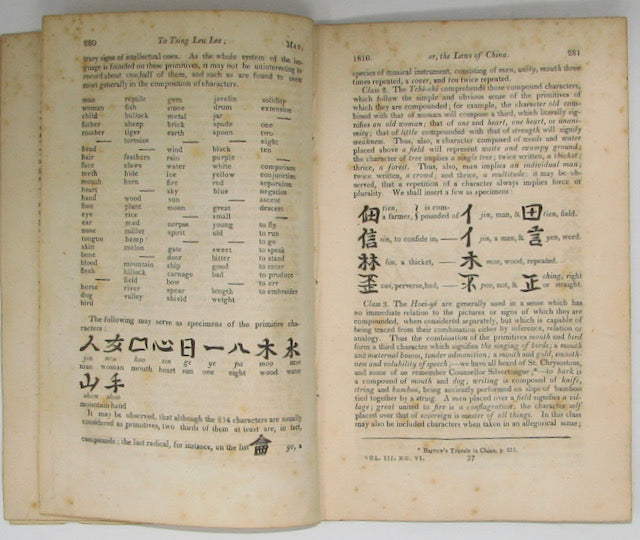 280 To Tsing Leu Lee; MAY,
trary signs of intellectual ones. As the whole system of the lan-
guage is founded on these primitives, it may not be uninteresting to
record about one half of them, and such as are found to occur
most generally in the composition of characters.
man reptile gem javelin solidity
woman fish stone drum extension
child bullock metal jar —
father sheep brick spade one
mother tiger earth spoon two
— tortoise — — eight
head — wind black ten
hair feathers rain purple —
face claws water white comparison
teeth hide ice yellow conjunction
mouth horn fire red separation
heart — sky blue negation
hand wood sun — ascent
foot plant moon great descent
eye rice — small —
ear reed corpse young to fly
nose millet spirit old to run
tongue hemp — — to go
skin melon gate sweet to speak
bone — door bitter to stand
blood mountain ship good to enter
flesh hillock carnage bad to produce
— field bow — to err
horse river spear length to embroider
dog valley shield weight
bird
The following may serve as specimens of the primitive cha-
racters:
人 女 口 心 日 一 八 木 水
jin neu koo sin ge ye pa moo
man woman mouth heart sun one eight wood water
山 手
shan shoo
mountain hand
It may be observed, that although the 214 characters are usually
considered as primitives, two thirds of them at least are, in fact,
compounds; the last radical, for instance, on the list 龠 yo, a
1810. or, the Laws of China. 281
species of musical instrument, consisting of man, unity, mouth three
times repeated, a cover, and ten twice repeated.
Class 2. The Tché-ché comprehends those compound characters,
which follow the simple and obvious sense of the primitives of
which they are compounded; for example, the character old com-
bined with that of woman will compose a third, which literally sig-
nifies an old woman; that of one and heart, one heart, or unani-
mity; that of little compounded with that of strength will signify
weakness. Thus, also, a character composed of weeds and water
placed above a field will represent waste and swampy ground;
the character of tree implies a single tree; twice written, a thicket;
thrice, a forest. Thus, also, man implies an individual man;
twice written, a crowd; and thrice, a multitude: it may be ob-
served, that a repetition of a character always implies force or
plurality. We shall insert a few as specimens:
佃 tien, a farmer, } is com-pounded of 亻 jin, man, & 田 tien, field.
信 sin, to confide in, — 亻 jin, a man, & 言 yen, word.
林 lin, a thicket, — 木 moo, wood, repeated.
歪 uai, perverse, bad, — 不 poo, not, & 正 ching, right or straight.
Class 3. The Hoei-yé are generally used in a sense which has
no immediate relation to the pictures or signs of which they are
compounded, when considered separately, but which is capable of
being traced from their combination either by inference, relation or
analogy. Thus the combination of the primitives mouth and bird
form a third character which signifies the singing of birds; a mouth
and maternal bosom, tender admonition; a mouth and gold, smooth-
ness and volubility of speech;—we have all heard of St. Chrysostom,
and some of us remember Counsellor Silvertongue;*—to bark is
a compound of mouth and dog; writing is composed of knife,
string and bamboo, being anciently performed on slips of bamboo
tied together by a string. A man placed over a field signifies a vil-
lage; great united to fire is a conflagration; the character self
placed over that of sovereign is master of all things. In this class
may also be included characters when taken in an allegorical sense;
* Barrow's Travels in China, p.
VOL. III. NO. VI. 37